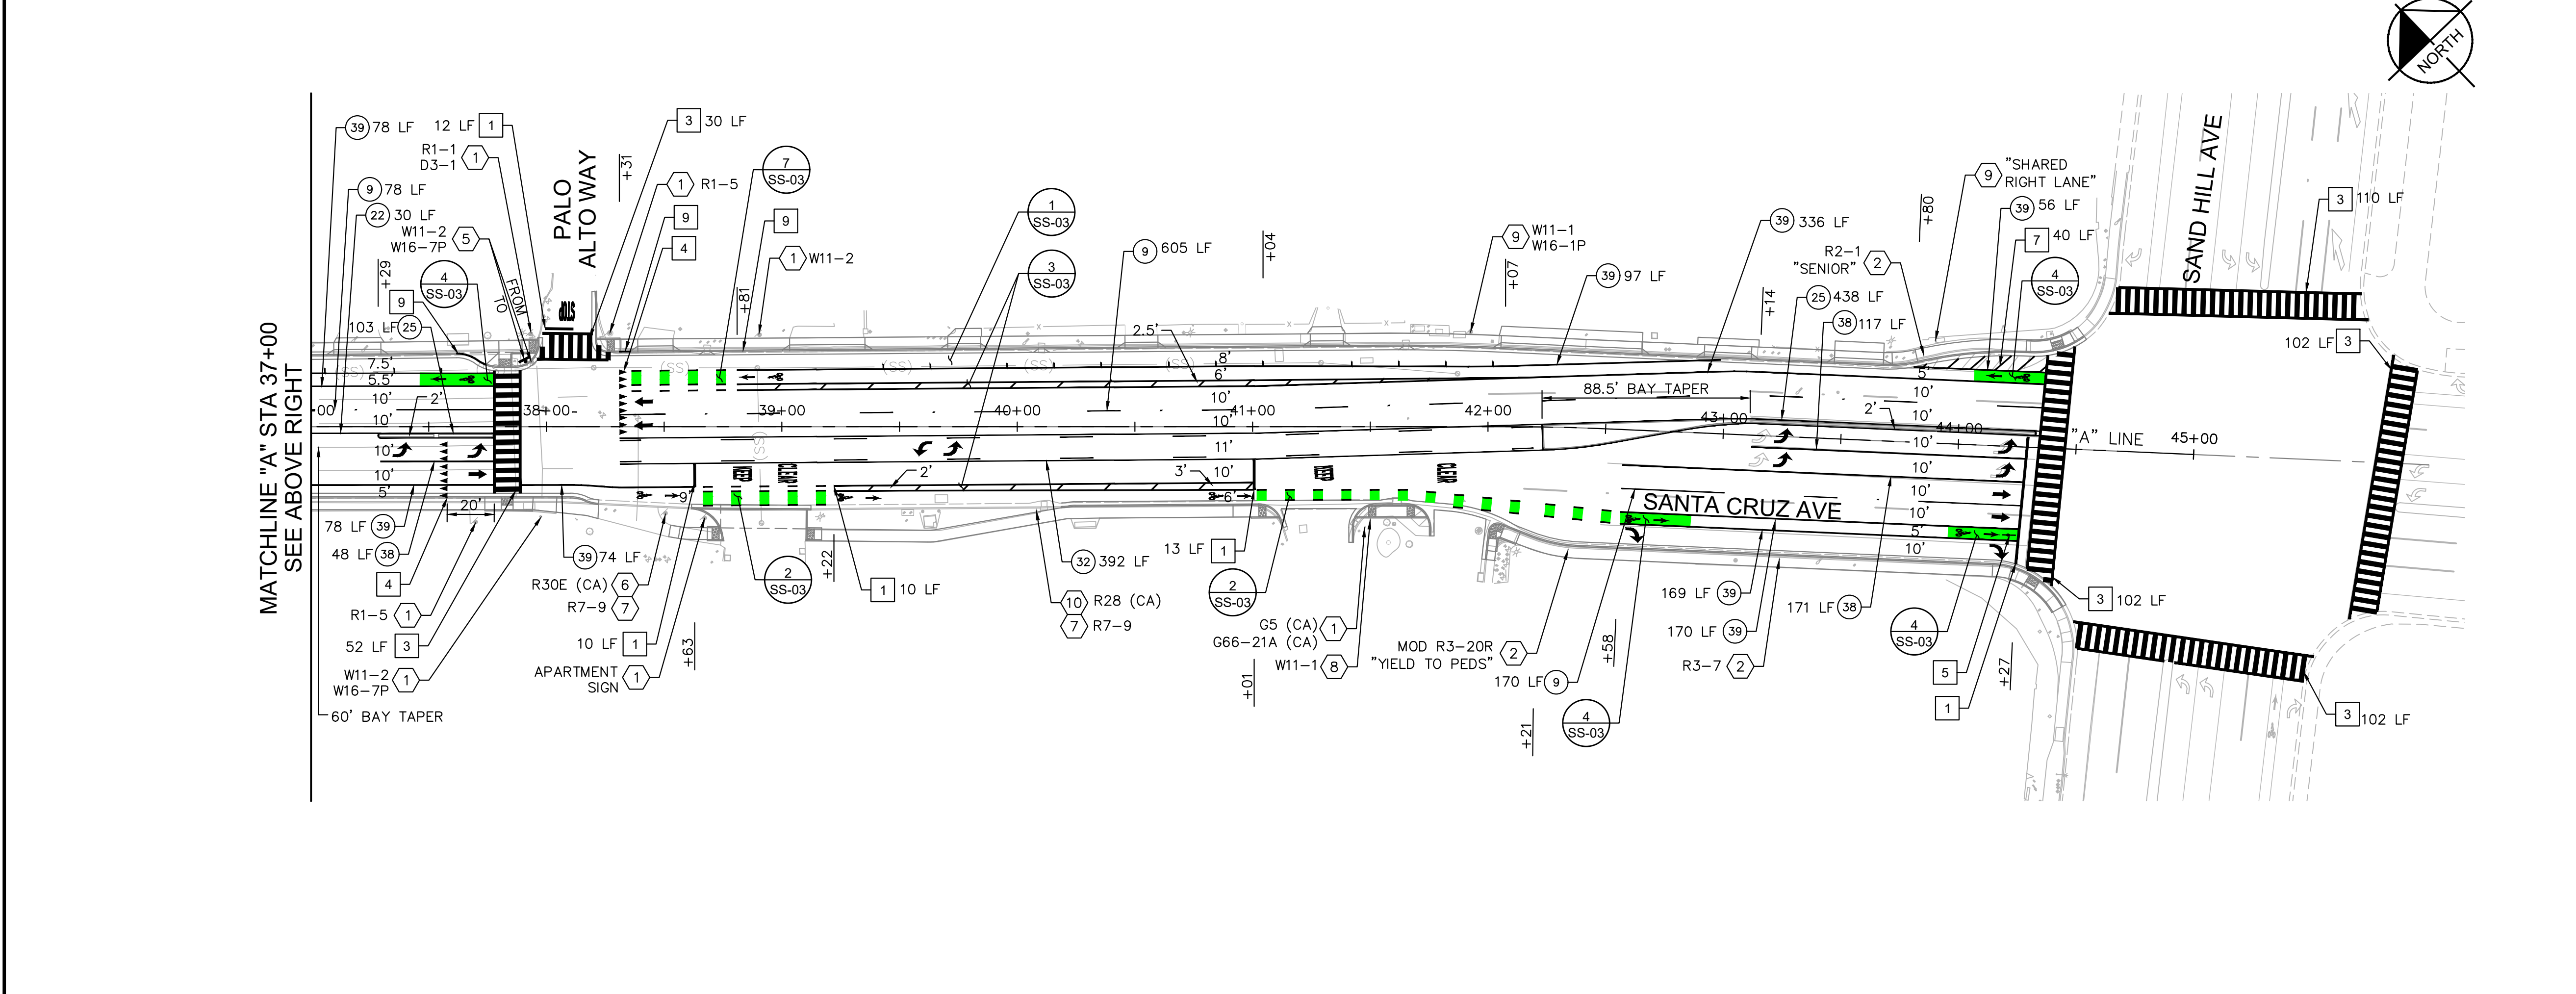 NORTH
MATCHLINE "A" STA 37+00
SEE ABOVE RIGHT
39 78 LF
12 LF 1
R1-1
D3-1
1
9 78 LF
22 30 LF
W11-2
W16-7P
5
+29
4
SS-03
9
103 LF 25
FROM
TO
PALO
ALTO WAY
STOP
+31
3 30 LF
1 R1-5
9
4
7
SS-03
9
+81
1 W11-2
1
SS-03
3
SS-03
9 605 LF
+04
9 W11-1
W16-1P
+07
39 97 LF
39 336 LF
+14
R2-1
"SENIOR"
2
25 438 LF
38 117 LF
+80
9 "SHARED
RIGHT LANE"
39 56 LF
7 40 LF
4
SS-03
SAND HILL AVE
3 110 LF
102 LF 3
7.5'
5.5'
10'
2'
10'
10'
10'
5'
20'
00
38+00
39+00
40+00
41+00
42+00
43+00
44+00
"A" LINE
45+00
(SS)
(SS)
(SS)
(SS)
(SS)
(SS)
2.5'
8'
6'
10'
10'
11'
10'
3'
2'
9'
6'
KEEP
CLEAR
KEEP
CLEAR
88.5' BAY TAPER
2'
5'
10'
10'
10'
10'
10'
10'
5'
10'
SANTA CRUZ AVE
78 LF 39
48 LF 38
4
R1-5 1
52 LF 3
W11-2
W16-7P
1
60' BAY TAPER
39 74 LF
R30E (CA) 6
R7-9 7
10 LF 1
APARTMENT
SIGN
1
+63
2
SS-03
+22
1 10 LF
32 392 LF
10 R28 (CA)
7 R7-9
13 LF 1
2
SS-03
+01
G5 (CA)
G66-21A (CA)
1
W11-1 8
MOD R3-20R
"YIELD TO PEDS"
2
170 LF 9
+21
4
SS-03
+58
169 LF 39
170 LF 39
R3-7 2
171 LF 38
4
SS-03
5
1
+27
3 102 LF
3 102 LF